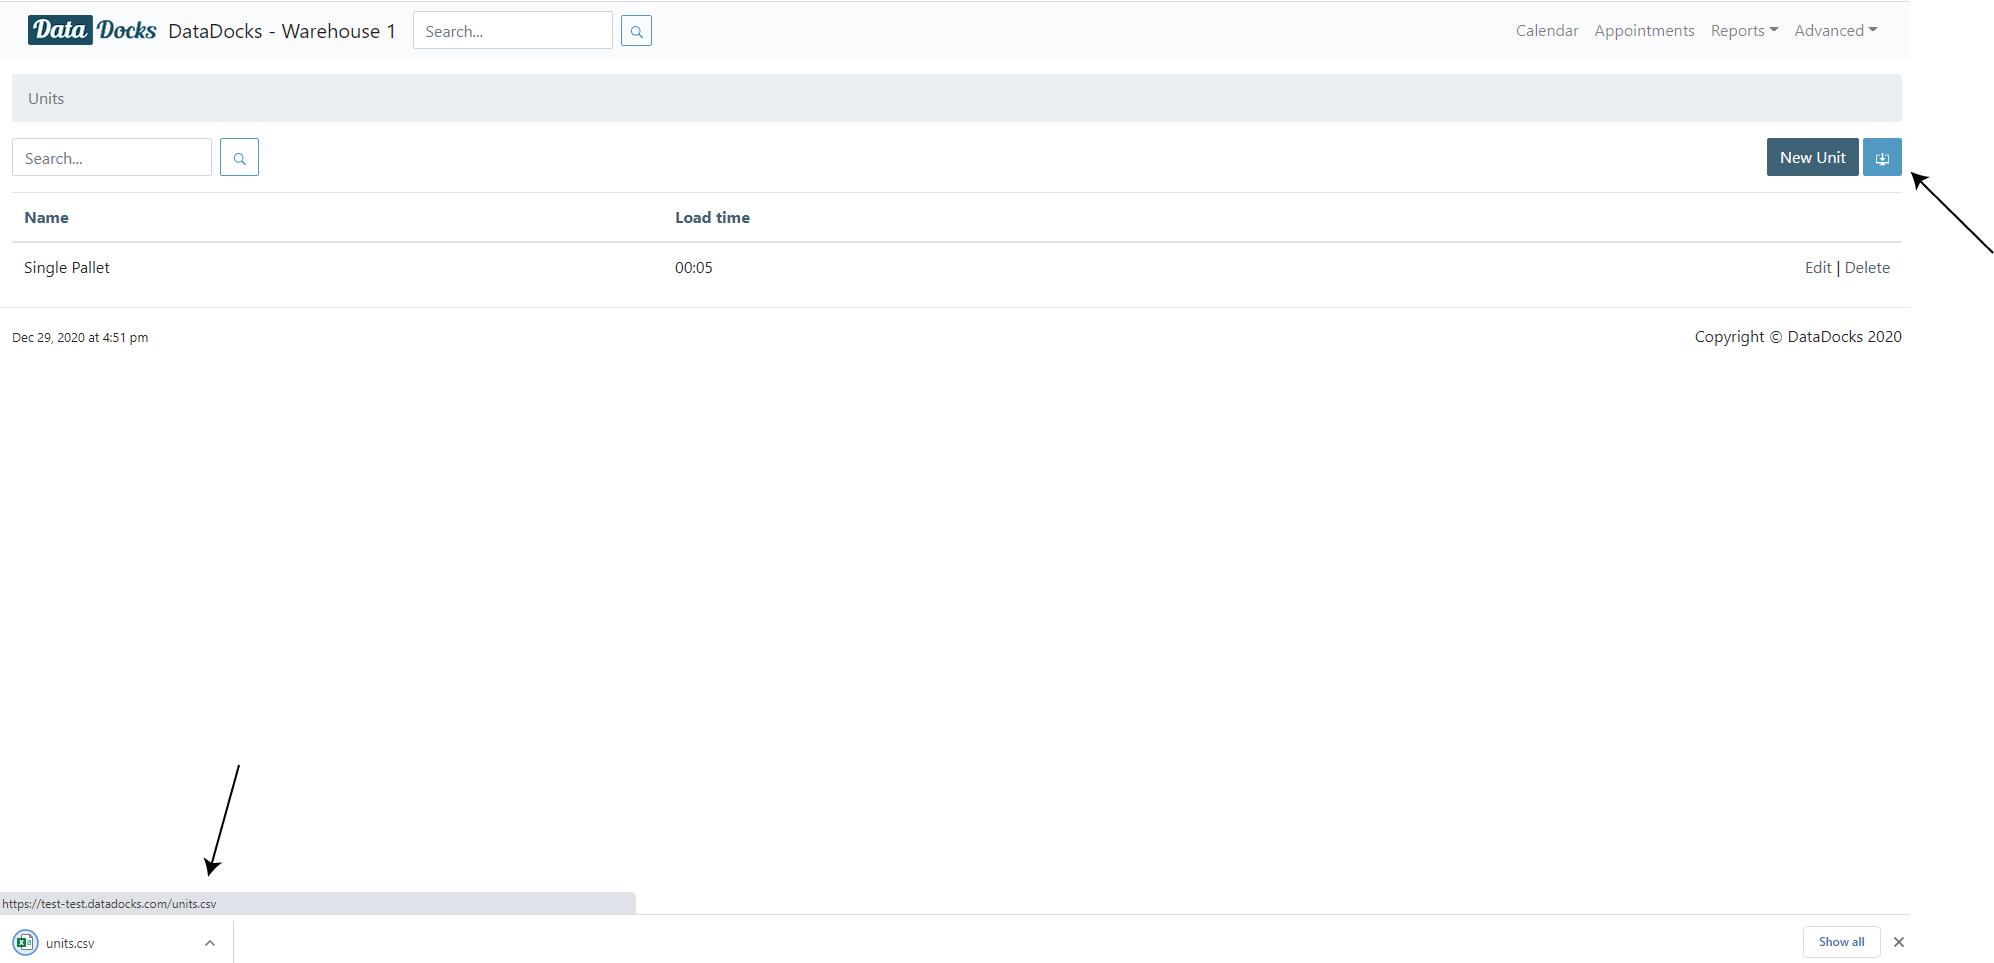 Data Docks DataDocks - Warehouse 1 Search... Calendar Appointments Reports Advanced
Units
Search... New Unit
Name Load time
Single Pallet 00:05 Edit | Delete
Dec 29, 2020 at 4:51 pm Copyright © DataDocks 2020
https://test-test.datadocks.com/units.csv
units.csv Show all